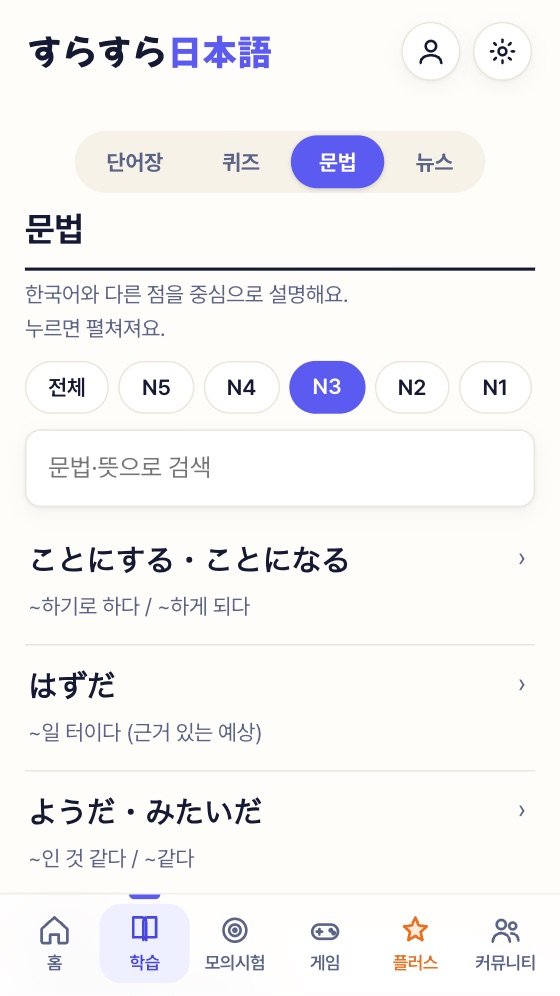 すらすら日本語
단어장 퀴즈 문법 뉴스
문법
한국어와 다른 점을 중심으로 설명해요.
누르면 펼쳐져요.
전체 N5 N4 N3 N2 N1
문법·뜻으로 검색
ことにする・ことになる
~하기로 하다 / ~하게 되다
はずだ
~일 터이다 (근거 있는 예상)
ようだ・みたいだ
~인 것 같다 / ~같다
홈 학습 모의시험 게임 플러스 커뮤니티